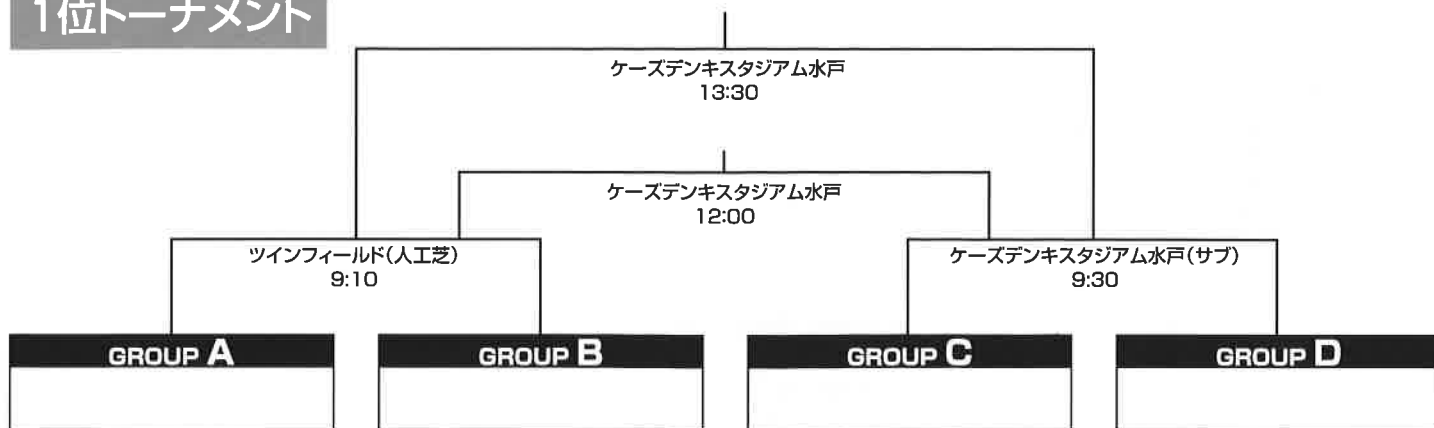 1位トーナメント
ケーズデンキスタジアム水戸
13:30
ケーズデンキスタジアム水戸
12:00
ツインフィールド(人工芝)
9:10
ケーズデンキスタジアム水戸(サブ)
9:30
GROUP A
GROUP B
GROUP C
GROUP D